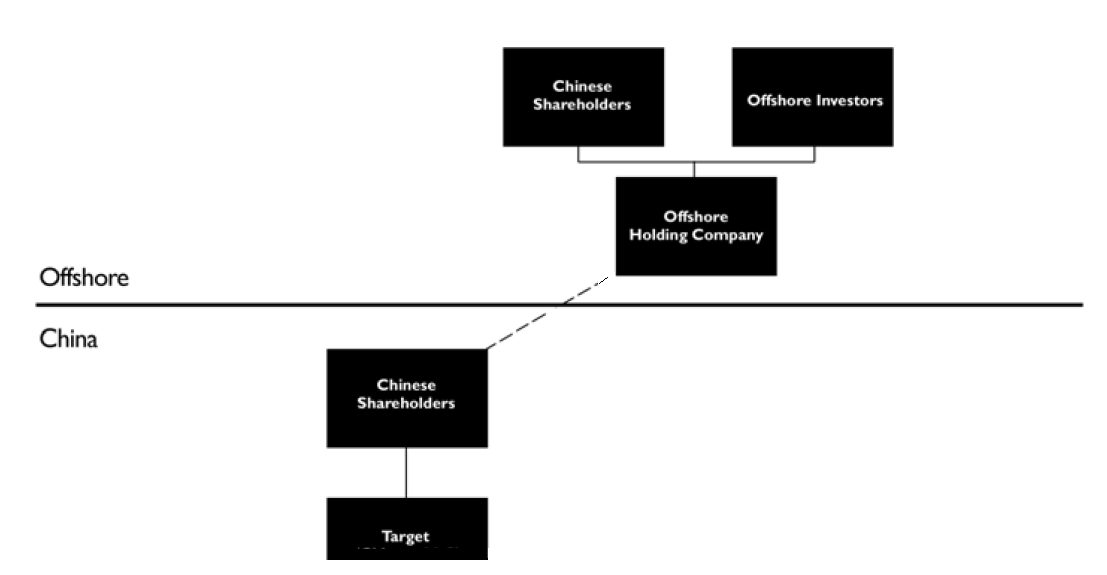 Chinese
Shareholders
Offshore Investors
Offshore
Holding Company
Offshore
China
Chinese
Shareholders
Target